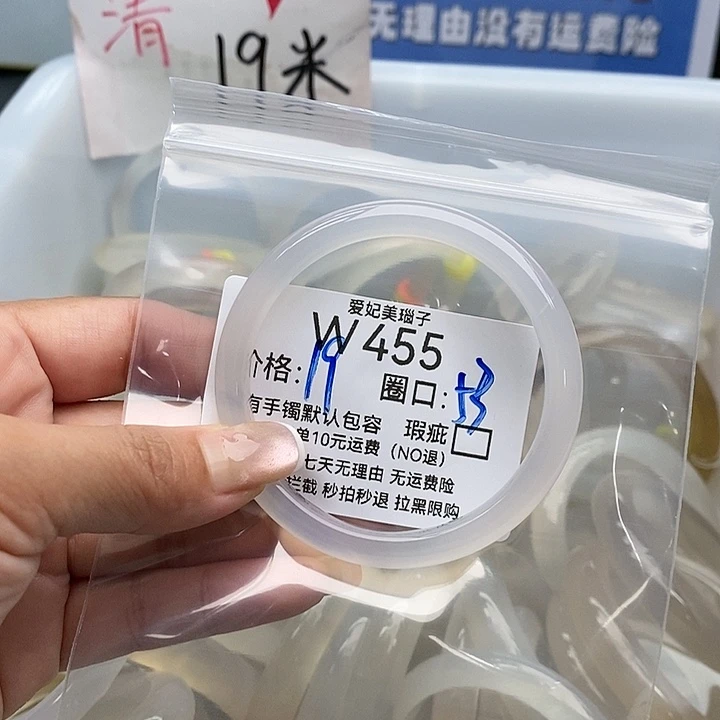 清
19米
无理由没有运费险
爱妃美瑙子
W 455
价格:19 圈口:53
有手镯默认包容 瑕疵
单10元运费 (NO退)
七天无理由 无运费险
拦截 秒拍秒退 拉黑限购